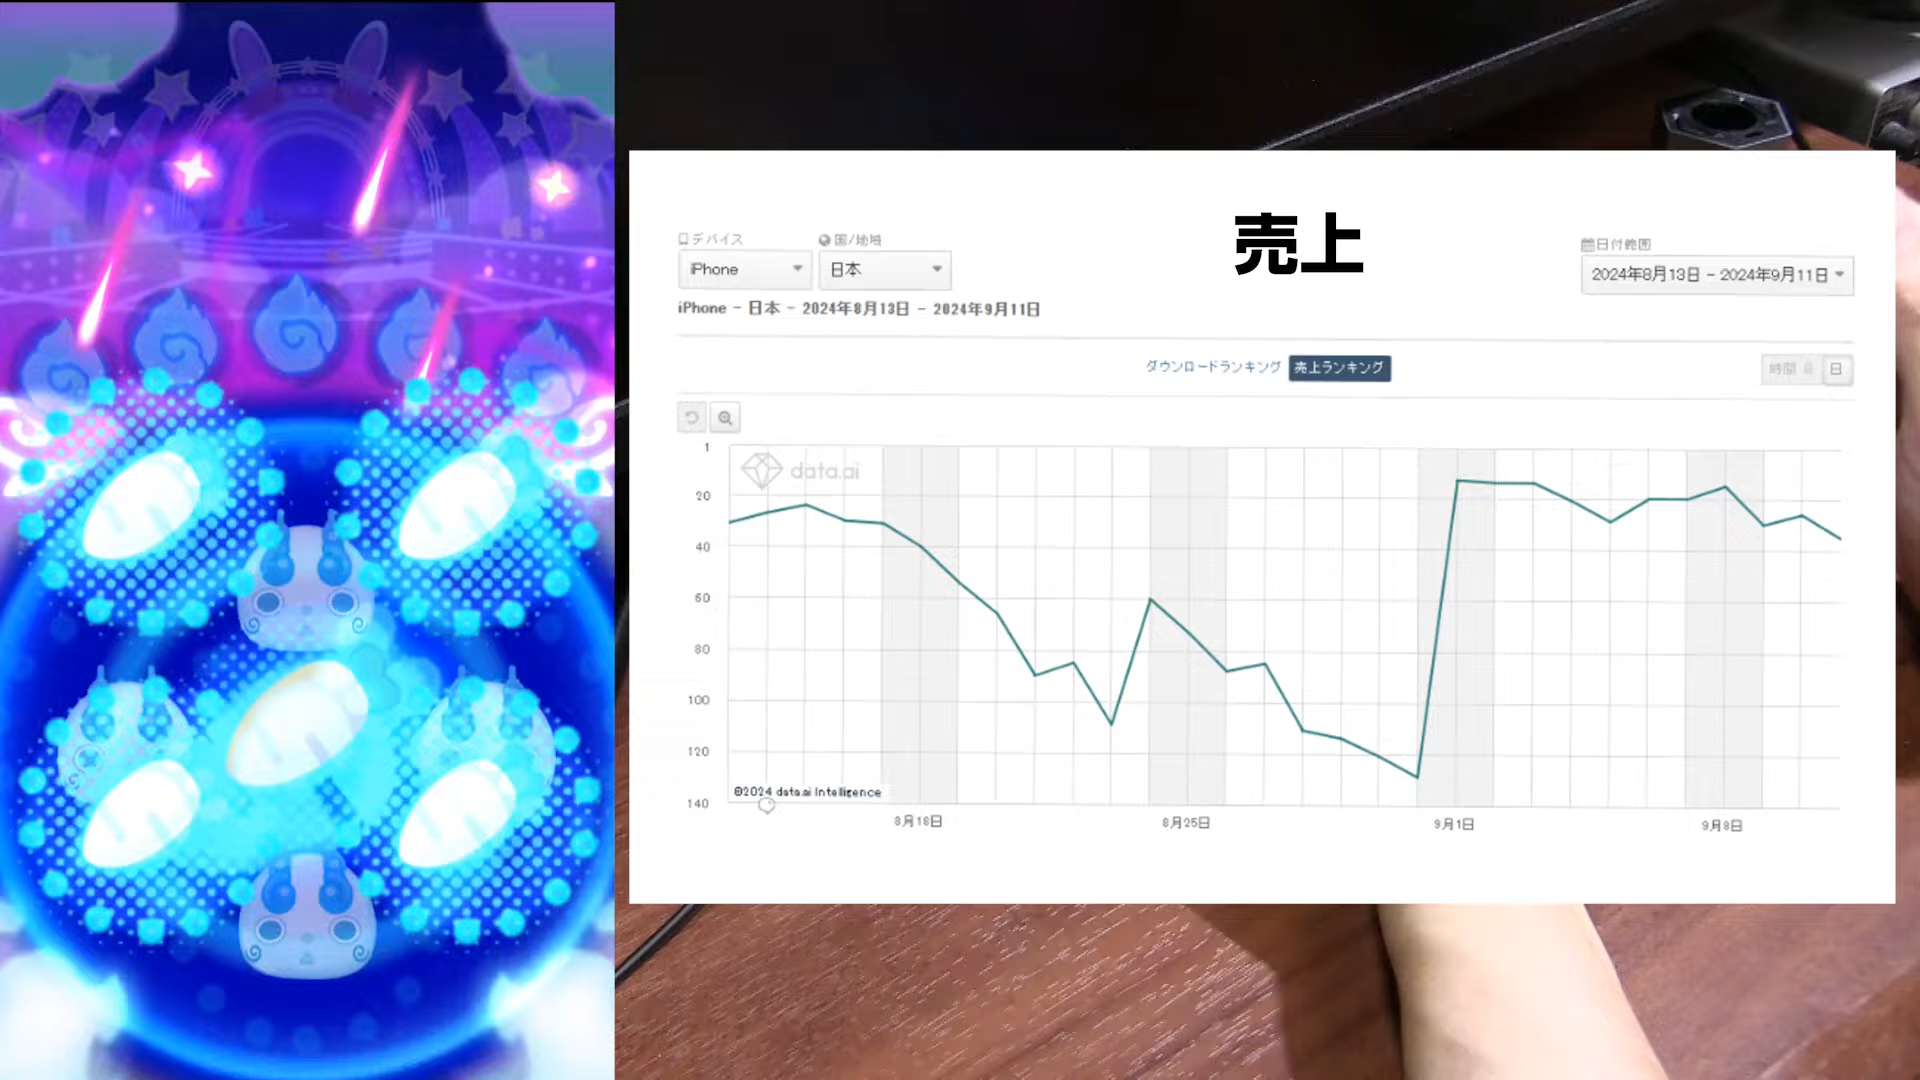 売上
デバイス
国/地域
日付範囲
iPhone
日本
2024年8月13日 - 2024年9月11日
iPhone - 日本 - 2024年8月13日 - 2024年9月11日
ダウンロードランキング
売上ランキング
時間
日
1
data.ai
20
40
60
80
100
120
©2024 data.ai Intelligence
140
8月18日
8月25日
9月1日
9月8日